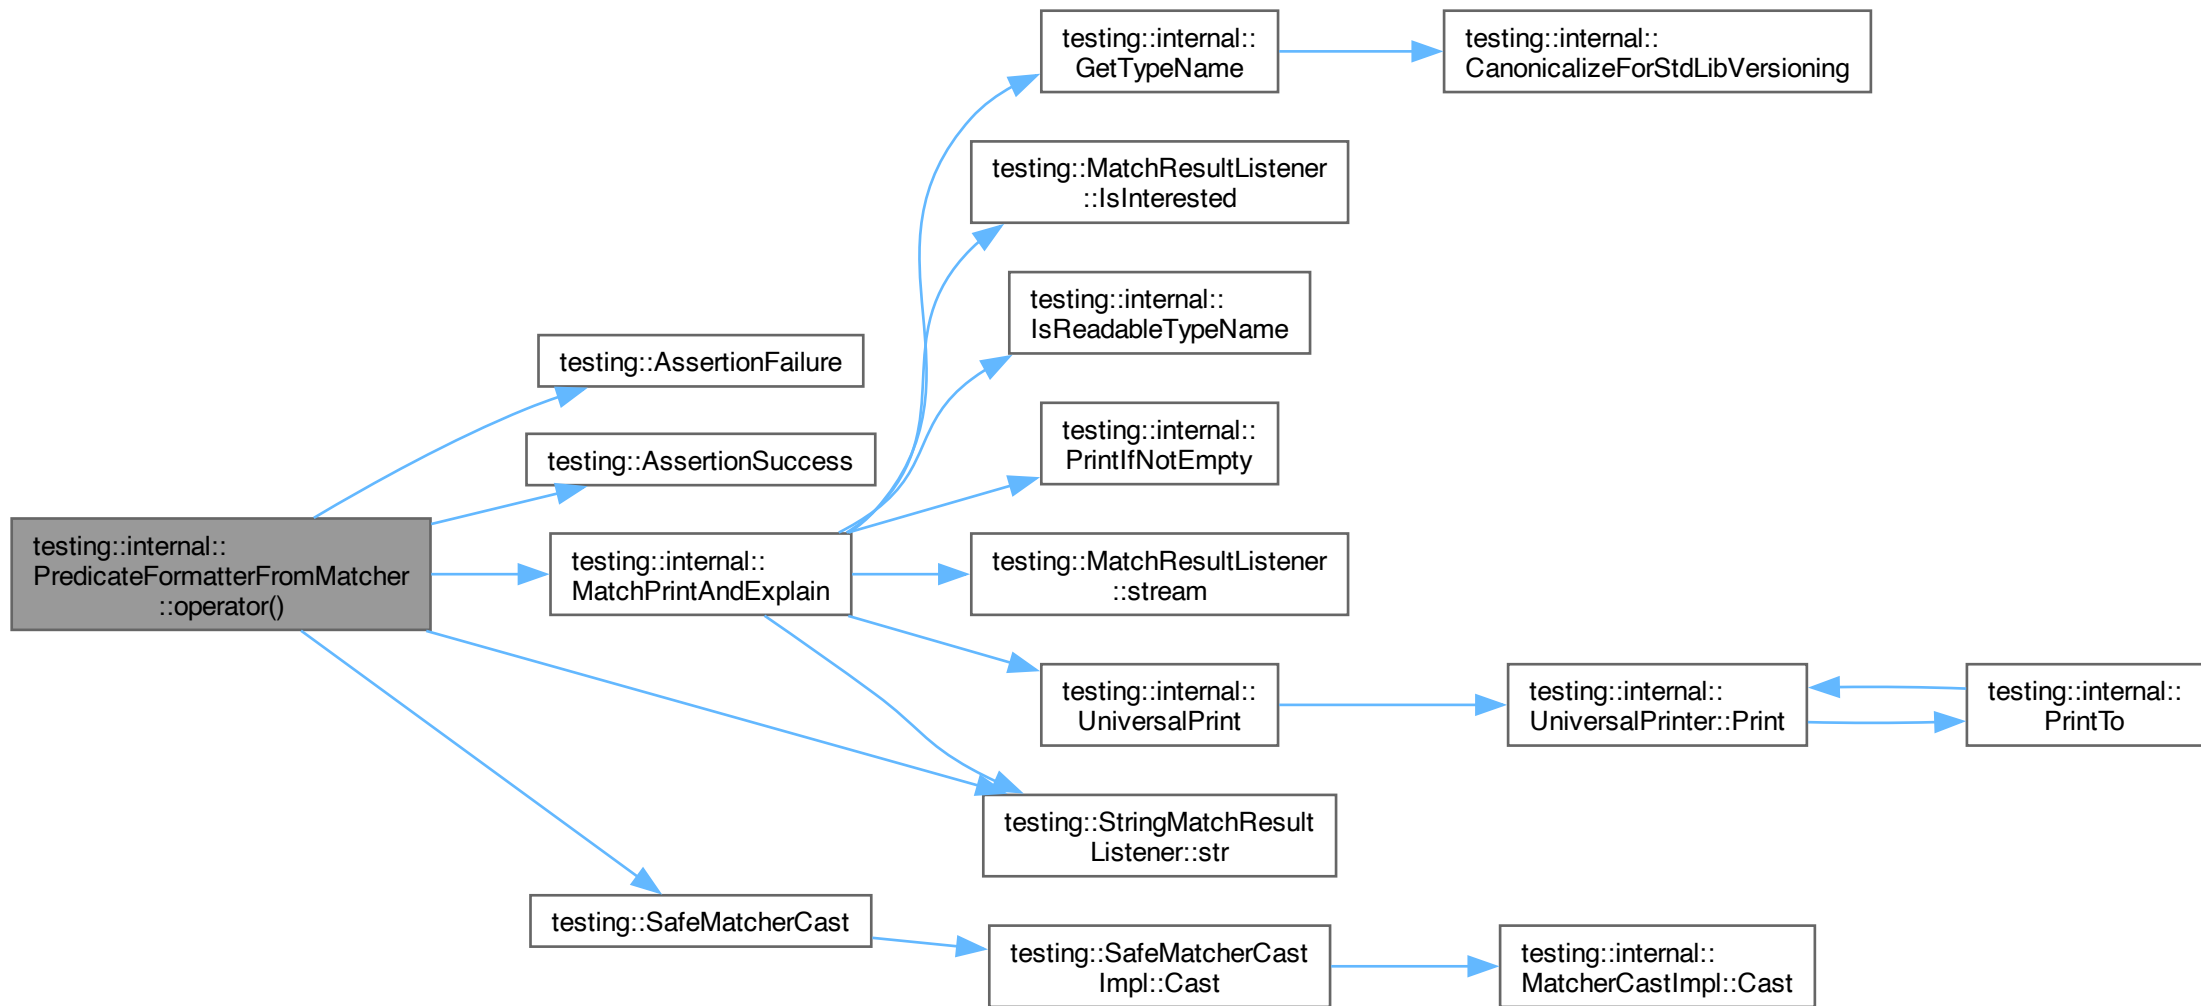 testing::internal::
GetTypeName
testing::internal::
CanonicalizeForStdLibVersioning
testing::MatchResultListener
::IsInterested
testing::internal::
IsReadableTypeName
testing::AssertionFailure
testing::internal::
PrintIfNotEmpty
testing::AssertionSuccess
testing::internal::
PredicateFormatterFromMatcher
::operator()
testing::internal::
MatchPrintAndExplain
testing::MatchResultListener
::stream
testing::internal::
UniversalPrint
testing::internal::
UniversalPrinter::Print
testing::internal::
PrintTo
testing::StringMatchResult
Listener::str
testing::SafeMatcherCast
testing::SafeMatcherCast
Impl::Cast
testing::internal::
MatcherCastImpl::Cast